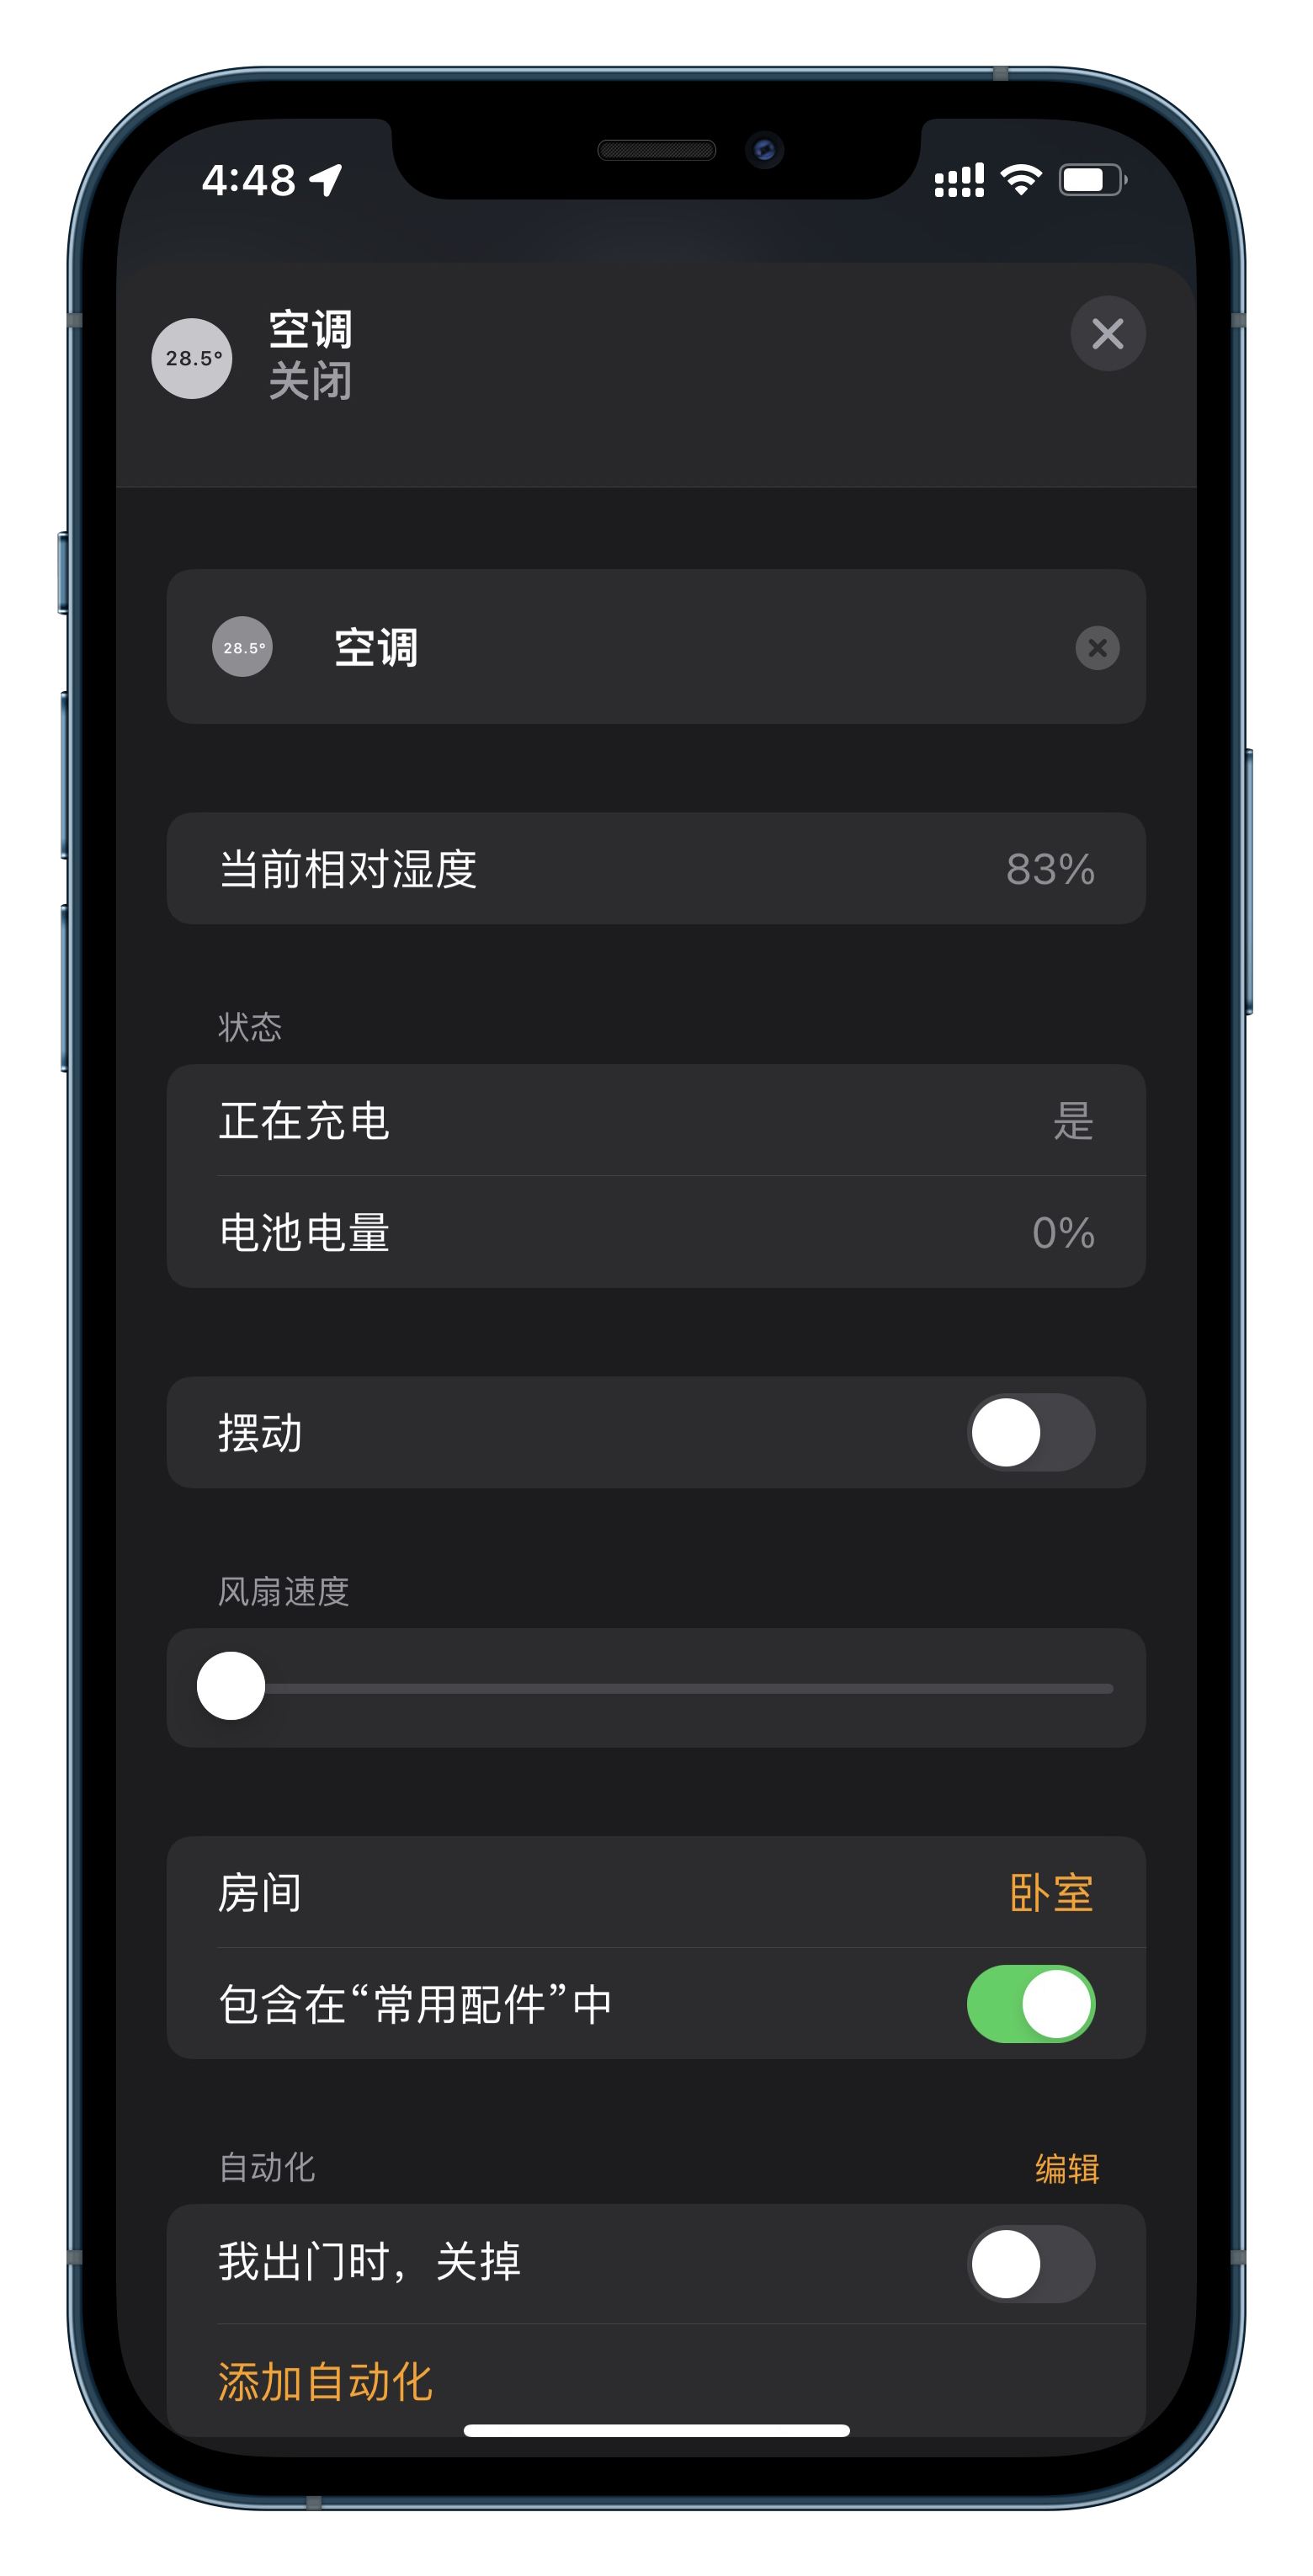 4:48
28.5°
空调
关闭
28.5°
空调
当前相对湿度 83%
状态
正在充电 是
电池电量 0%
摆动
风扇速度
房间 卧室
包含在“常用配件”中
自动化 编辑
我出门时，关掉
添加自动化